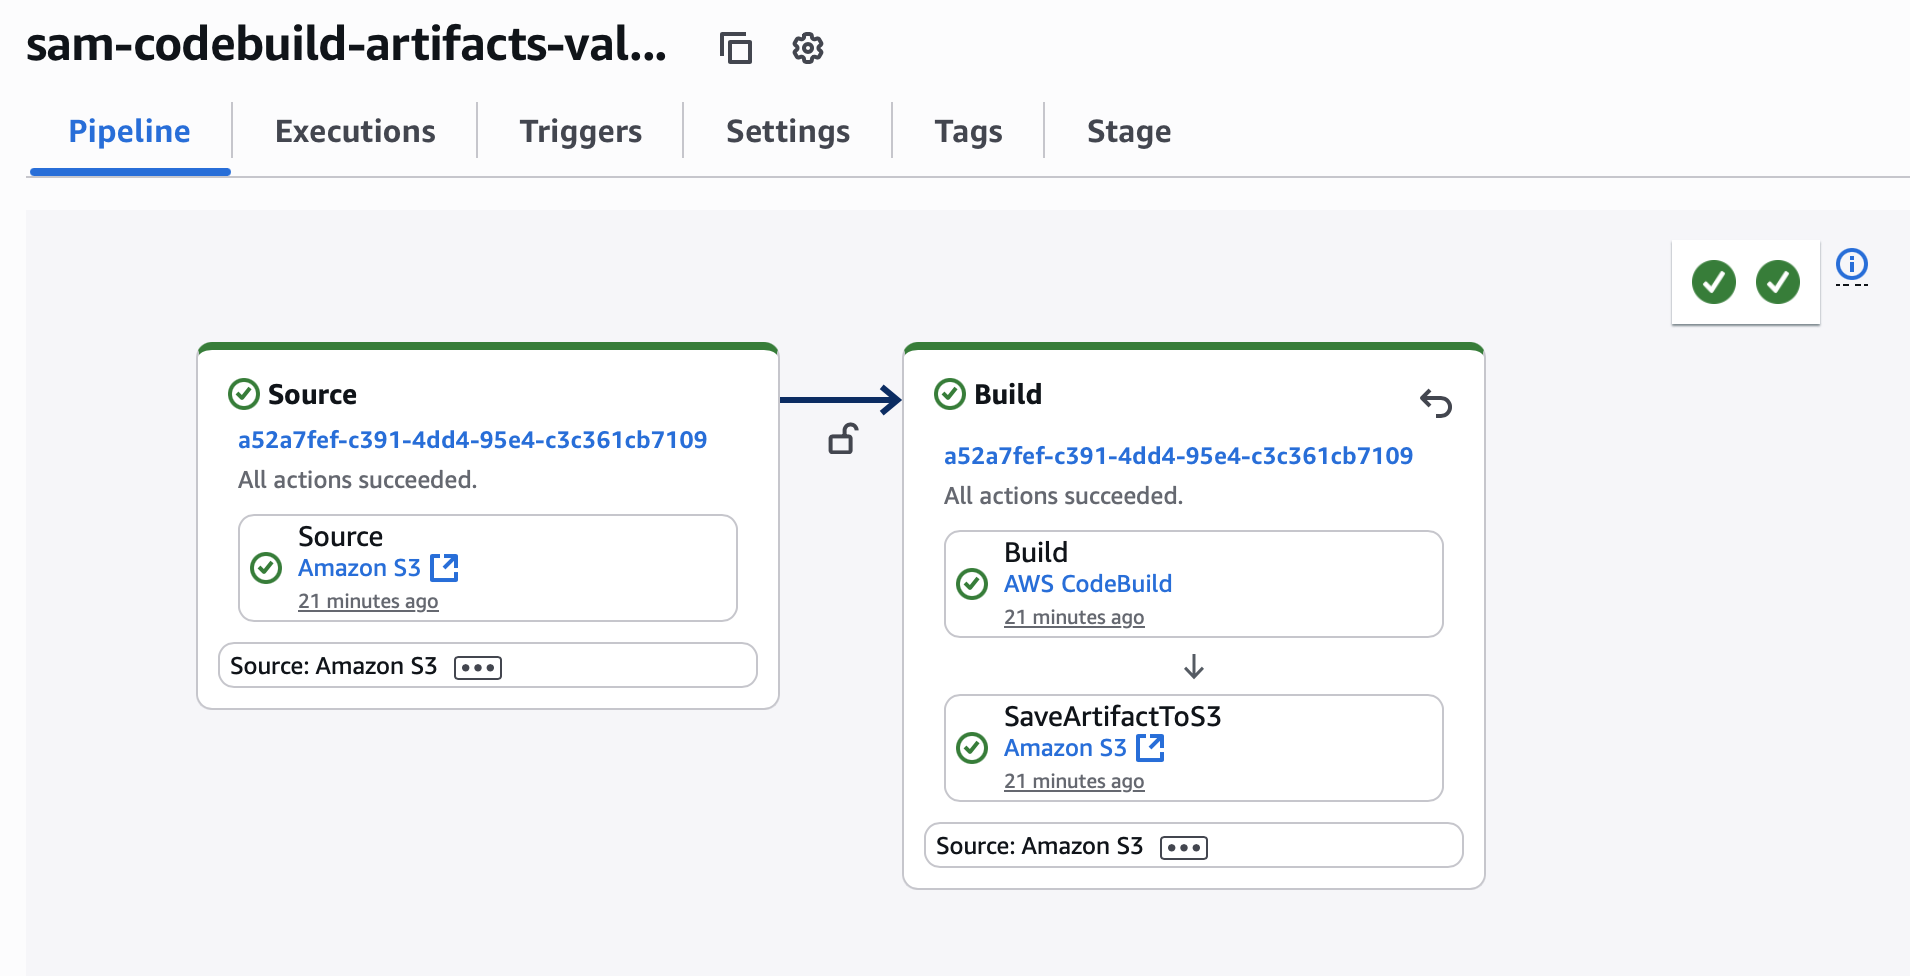 sam-codebuild-artifacts-val...
Pipeline
Executions
Triggers
Settings
Tags
Stage
Source
a52a7fef-c391-4dd4-95e4-c3c361cb7109
All actions succeeded.
Source
Amazon S3
21 minutes ago
Source: Amazon S3
Build
a52a7fef-c391-4dd4-95e4-c3c361cb7109
All actions succeeded.
Build
AWS CodeBuild
21 minutes ago
SaveArtifactToS3
Amazon S3
21 minutes ago
Source: Amazon S3